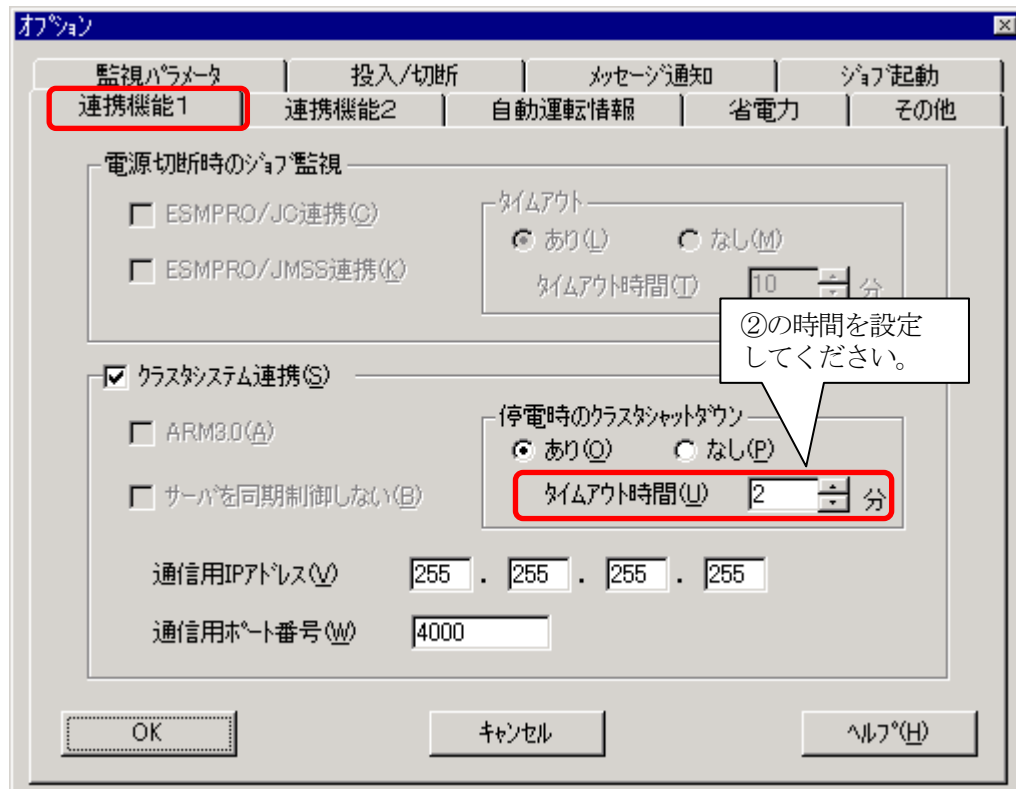 オプション
監視パラメータ 投入/切断 メッセージ通知 ジョブ起動
連携機能1 連携機能2 自動運転情報 省電力 その他
電源切断時のジョブ監視
ESMPRO/JC連携(C)
ESMPRO/JMSS連携(K)
タイムアウト
あり(L) なし(M)
タイムアウト時間(T) 10 分
②の時間を設定
してください。
クラスタシステム連携(S)
ARM3.0(A)
サーバを同期制御しない(B)
停電時のクラスタシャットダウン
あり(O) なし(P)
タイムアウト時間(U) 2 分
通信用IPアドレス(V) 255 . 255 . 255 . 255
通信用ポート番号(W) 4000
OK キャンセル ヘルプ(H)